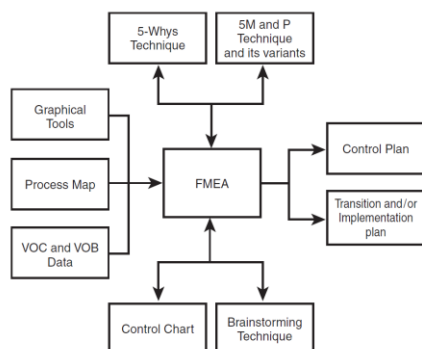 5-Whys
Technique
5M and P
Technique
and its variants
Graphical
Tools
Process Map
VOC and VOB
Data
FMEA
Control Plan
Transition and/or
Implementation
plan
Control Chart
Brainstorming
Technique